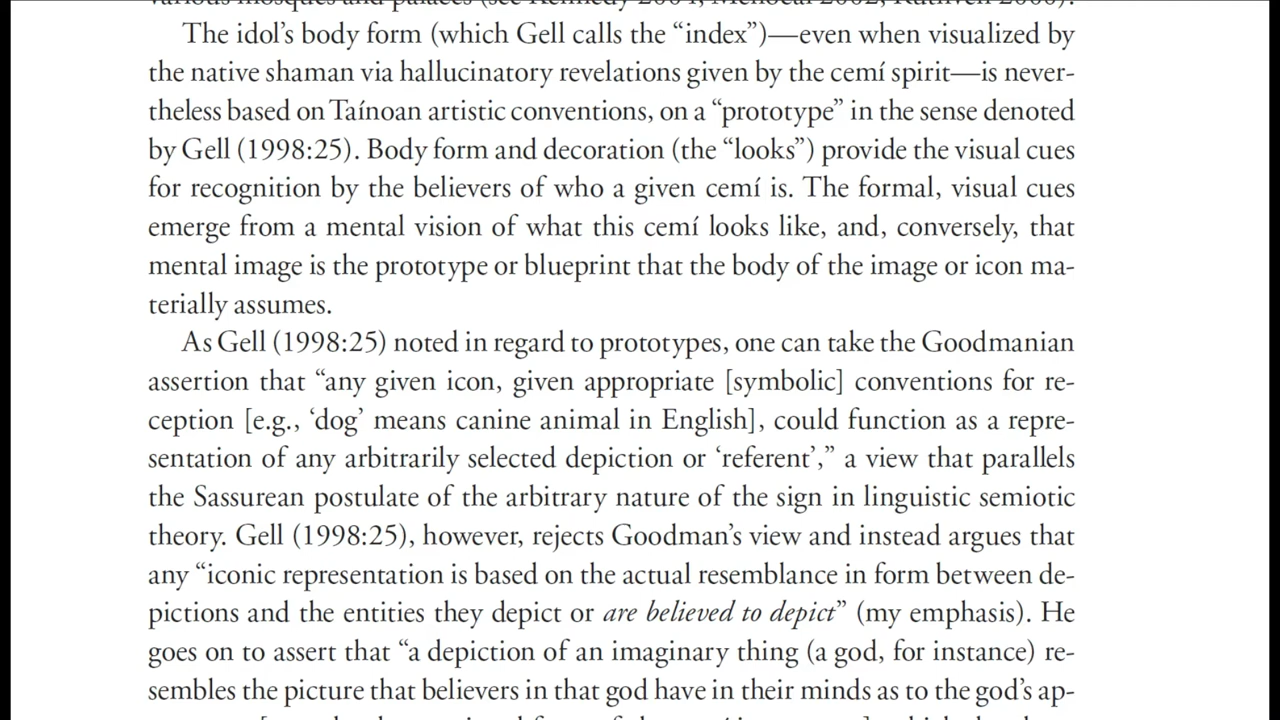 various mosques and palaces (see Kennedy 2004; Menocal 2002; Ruthven 2006).
The idol’s body form (which Gell calls the “index”)—even when visualized by
the native shaman via hallucinatory revelations given by the cemí spirit—is never-
theless based on Taínoan artistic conventions, on a “prototype” in the sense denoted
by Gell (1998:25). Body form and decoration (the “looks”) provide the visual cues
for recognition by the believers of who a given cemí is. The formal, visual cues
emerge from a mental vision of what this cemí looks like, and, conversely, that
mental image is the prototype or blueprint that the body of the image or icon ma-
terially assumes.
As Gell (1998:25) noted in regard to prototypes, one can take the Goodmanian
assertion that “any given icon, given appropriate [symbolic] conventions for re-
ception [e.g., ‘dog’ means canine animal in English], could function as a repre-
sentation of any arbitrarily selected depiction or ‘referent’,” a view that parallels
the Sassurean postulate of the arbitrary nature of the sign in linguistic semiotic
theory. Gell (1998:25), however, rejects Goodman’s view and instead argues that
any “iconic representation is based on the actual resemblance in form between de-
pictions and the entities they depict or are believed to depict” (my emphasis). He
goes on to assert that “a depiction of an imaginary thing (a god, for instance) re-
sembles the picture that believers in that god have in their minds as to the god’s ap-